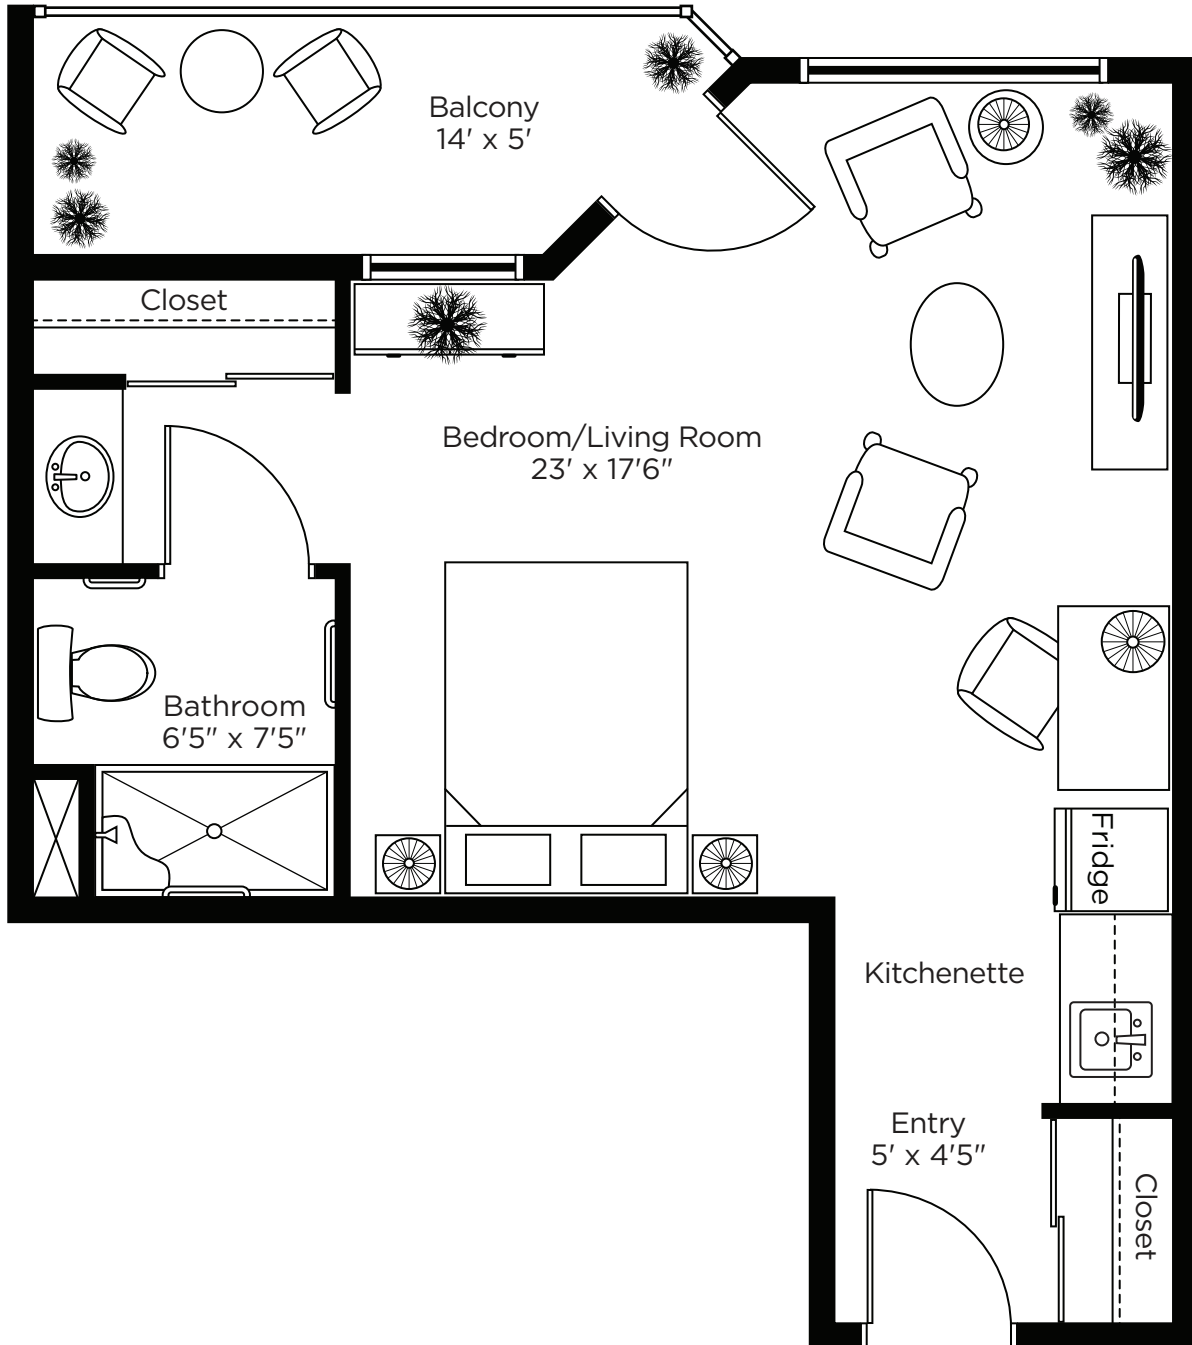 Balcony
14' x 5'
Closet
Bedroom/Living Room
23' x 17'6"
Bathroom
6'5" x 7'5"
Fridge
Kitchenette
Entry
5' x 4'5"
Closet